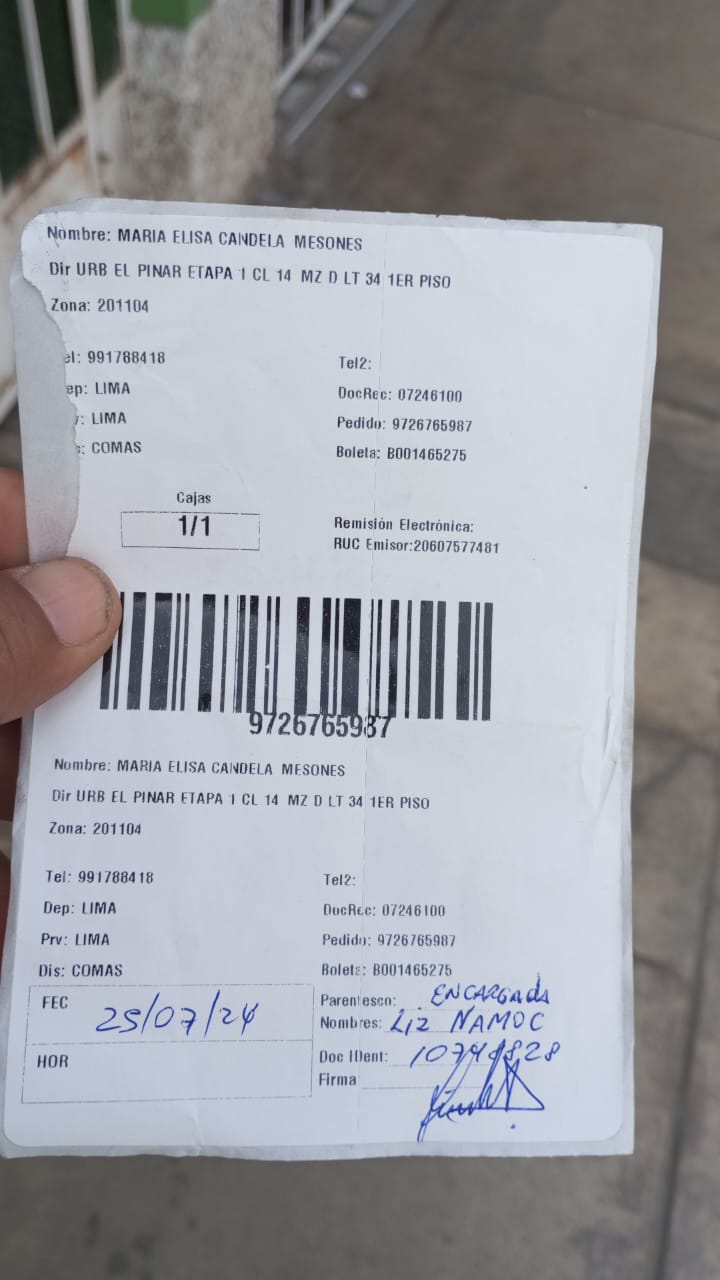 Nombre: MARIA ELISA CANDELA MESONES
Dir URB EL PINAR ETAPA 1 CL 14 MZ D LT 34 1ER PISO
Zona: 201104
el: 991788418 Tel2:
ep: LIMA DocRec: 07246100
: LIMA Pedido: 9726765987
: COMAS Boleta: B001465275
Cajas
1/1
Remisión Electrónica:
RUC Emisor:20607577481
9726765987
Nombre: MARIA ELISA CANDELA MESONES
Dir URB EL PINAR ETAPA 1 CL 14 MZ D LT 34 1ER PISO
Zona: 201104
Tel: 991788418 Tel2:
Dep: LIMA DocRec: 07246100
Prv: LIMA Pedido: 9726765987
Dis: COMAS Boleta: B001465275
FEC 25/07/24 Parentesco: ENCARGADA
Nombres: Liz ÑAMOC
HOR Doc IDent:
Firma